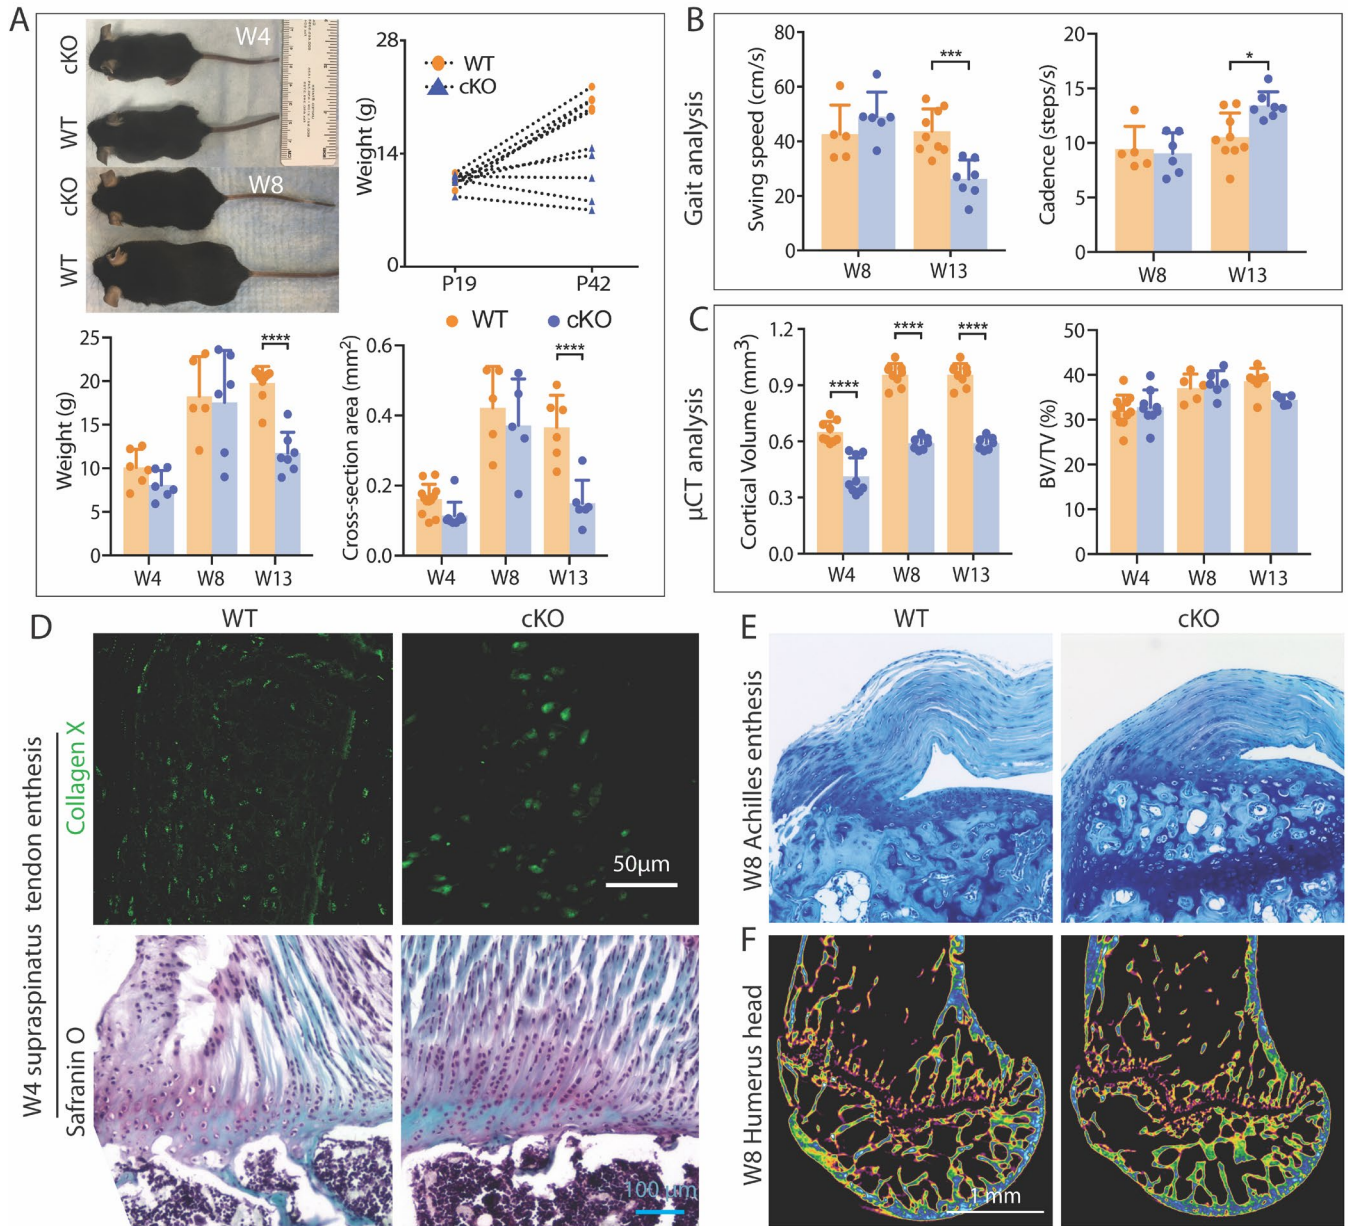 A
cKO
WT
cKO
WT
W4
W8
Weight (g)
28
14
0
WT
cKO
P19
P42
WT
cKO
Weight (g)
25
20
15
10
5
0
****
W4
W8
W13
Cross-section area (mm²)
0.6
0.4
0.2
0.0
****
W4
W8
W13
B
Gait analysis
Swing speed (cm/s)
80
60
40
20
0
***
W8
W13
Cadence (steps/s)
20
15
10
5
0
*
W8
W13
C
µCT analysis
Cortical Volume (mm³)
1.2
0.9
0.6
0.3
0.0
****
****
****
W4
W8
W13
BV/TV (%)
50
40
30
20
10
0
W4
W8
W13
D
WT
cKO
W4 supraspinatus tendon enthesis
Collagen X
50µm
Safranin O
100 µm
E
WT
cKO
W8 Achilles enthesis
F
W8 Humerus head
1 mm